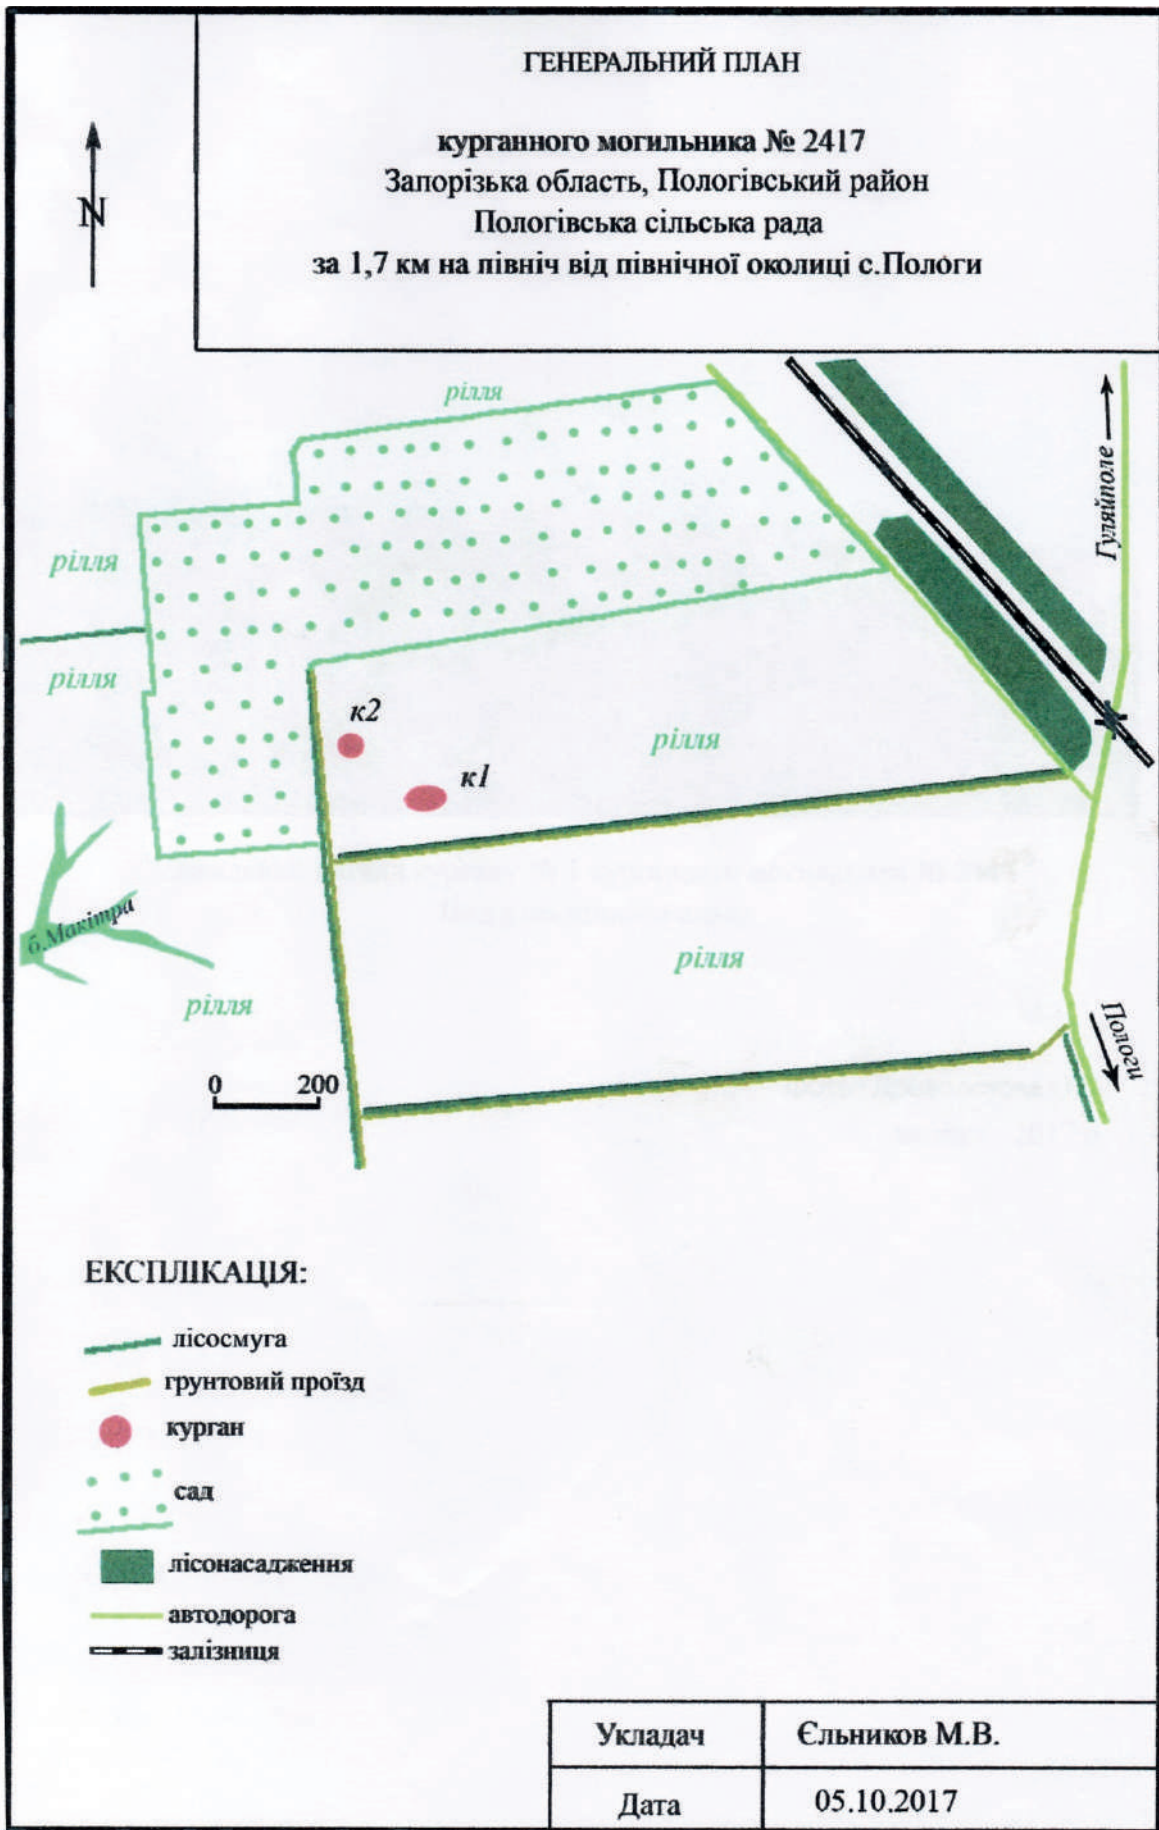 ГЕНЕРАЛЬНИЙ ПЛАН
курганного могильника № 2417
Запорізька область, Пологівський район
Пологівська сільська рада
за 1,7 км на північ від північної околиці с.Пологи
N
рілля
Гуляйполе
рілля
рілля
к2
рілля
к1
б.Макітра
рілля
рілля
Пологи
0 200
ЕКСПЛІКАЦІЯ:
лісосмуга
грунтовий проїзд
курган
сад
лісонасадження
автодорога
залізниця
Укладач Єльников М.В.
Дата 05.10.2017